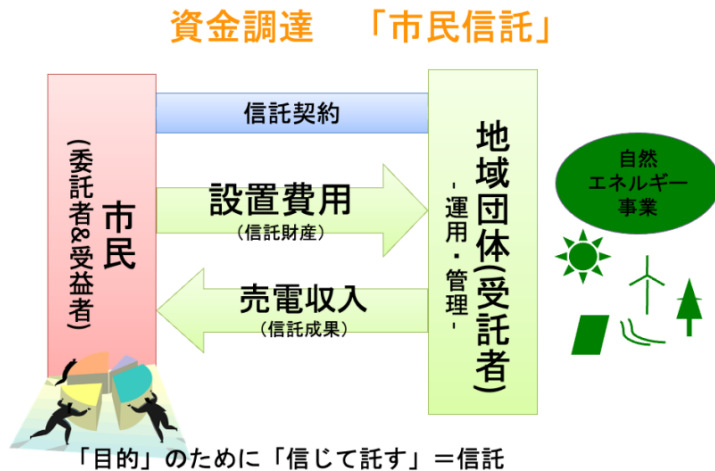 資金調達　「市民信託」
信託契約
市民
(委託者&受益者)
設置費用
（信託財産）
売電収入
（信託成果）
地域団体(受託者)
- 運用・管理 -
自然
エネルギー
事業
「目的」のために「信じて託す」＝信託